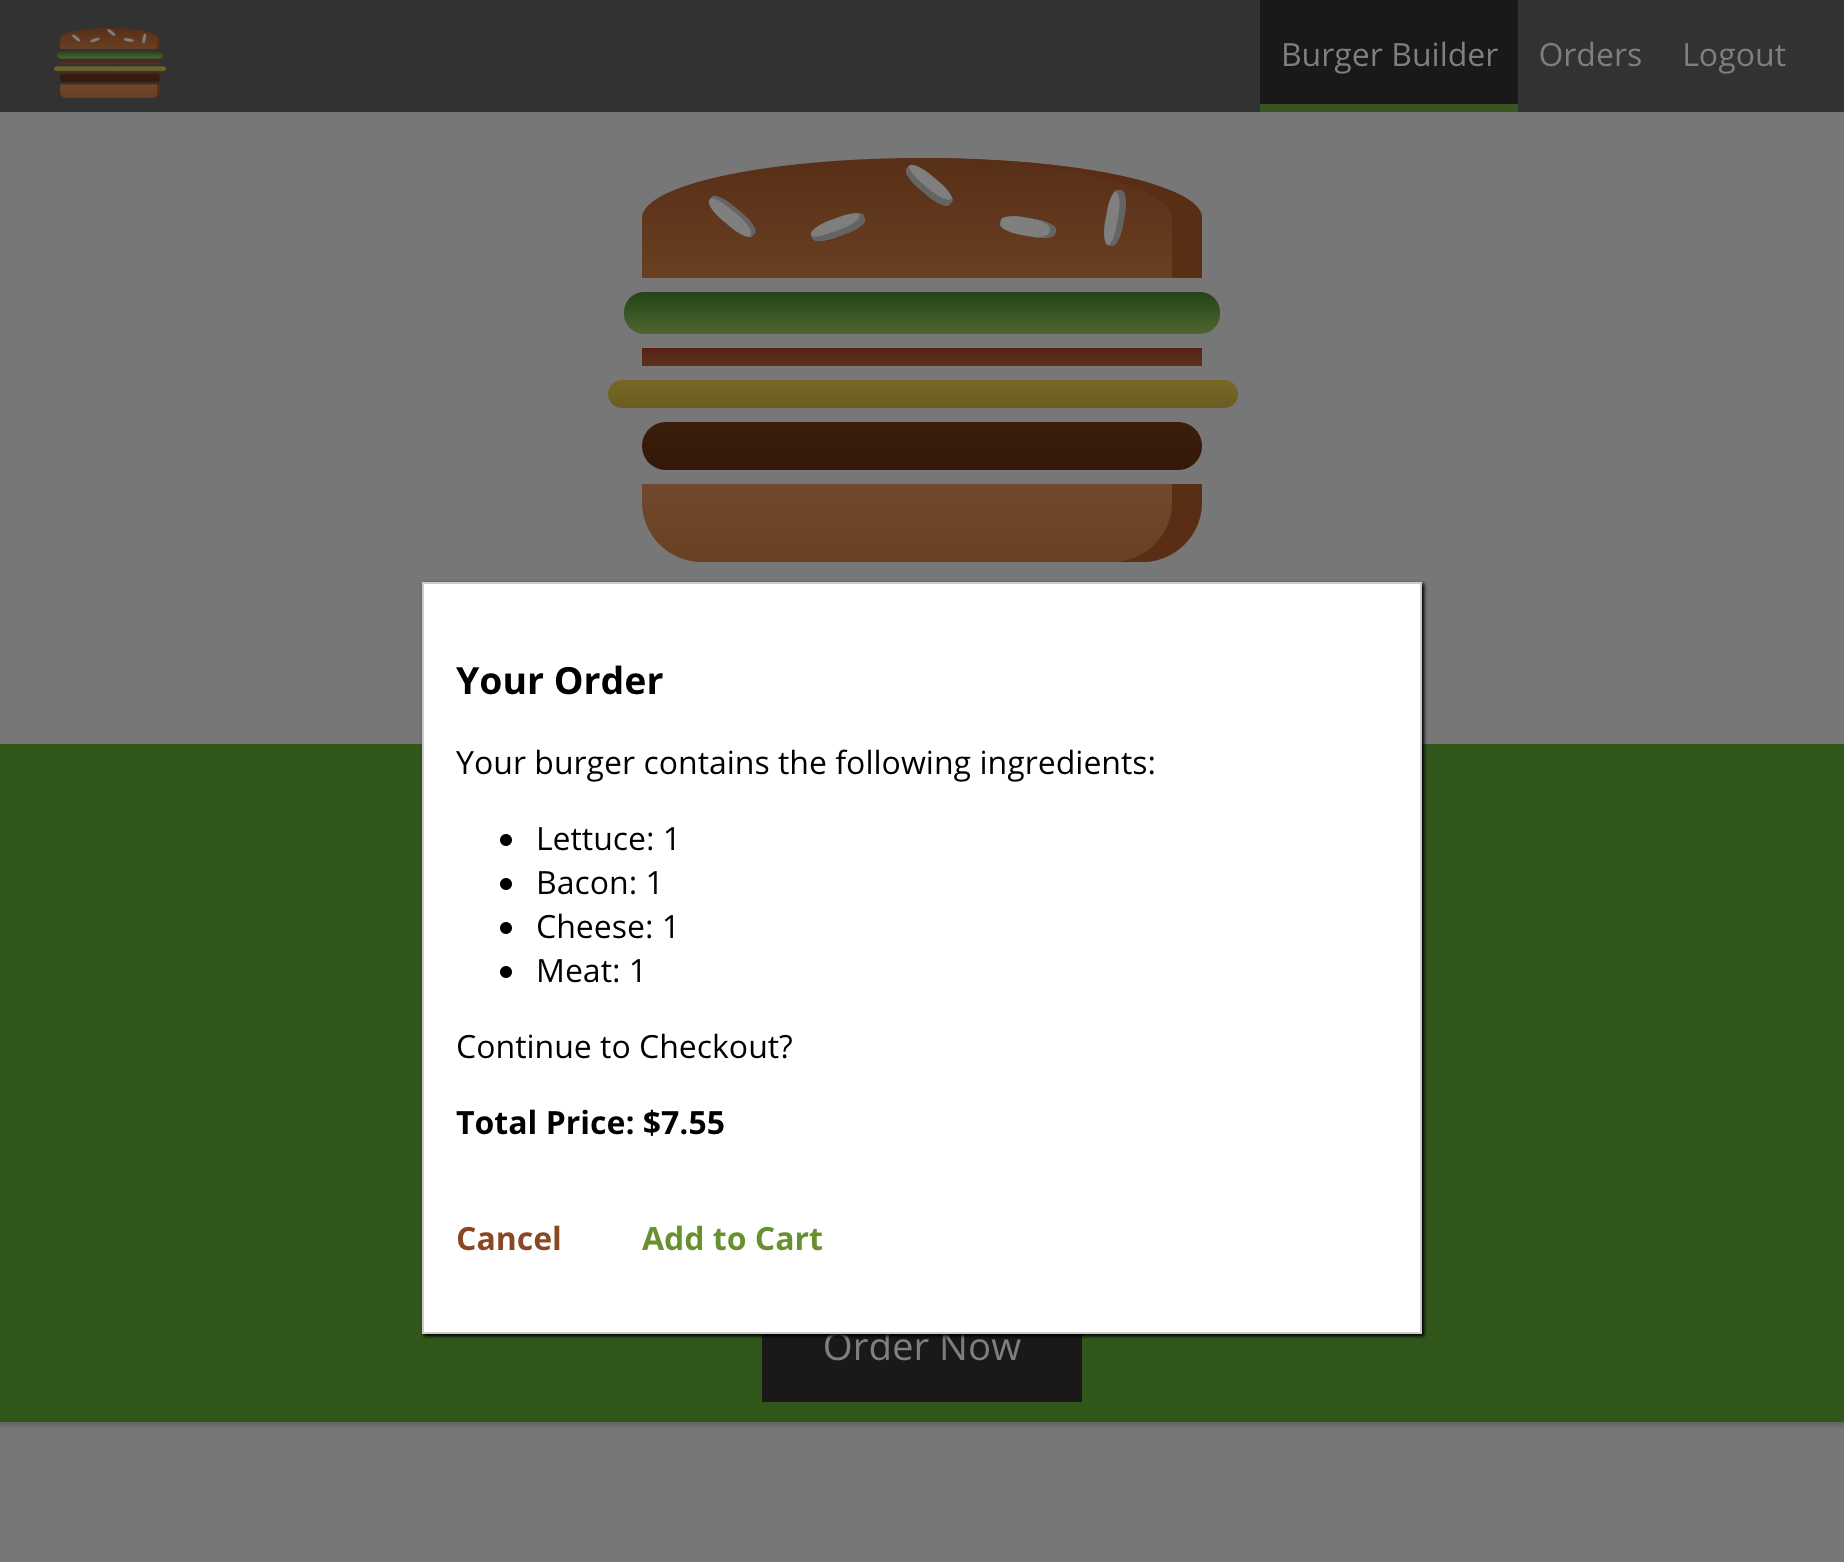 Burger Builder Orders Logout
Your Order
Your burger contains the following ingredients:
Lettuce: 1
Bacon: 1
Cheese: 1
Meat: 1
Continue to Checkout?
Total Price: $7.55
Cancel Add to Cart
Order Now